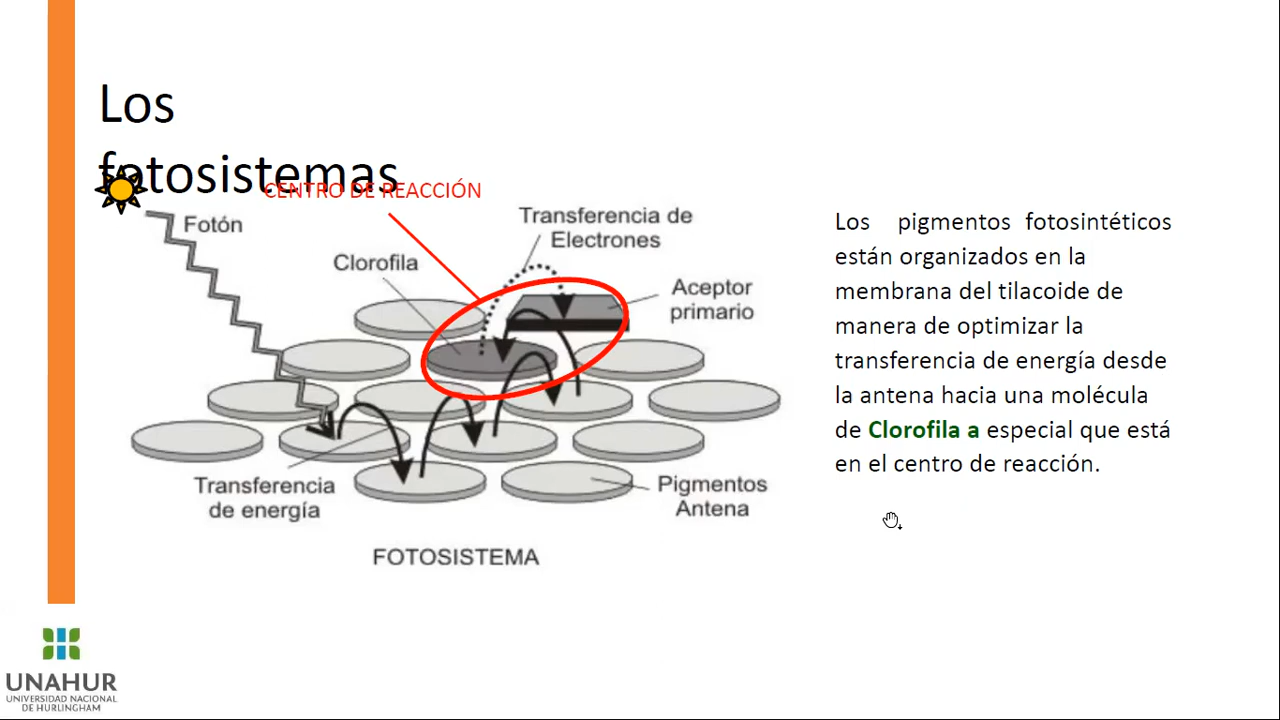 Los
fotosistemas
CENTRO DE REACCIÓN
Fotón
Transferencia de
Electrones
Clorofila
Aceptor
primario
Transferencia
de energía
Pigmentos
Antena
FOTOSISTEMA
Los pigmentos fotosintéticos
están organizados en la
membrana del tilacoide de
manera de optimizar la
transferencia de energía desde
la antena hacia una molécula
de Clorofila a especial que está
en el centro de reacción.
UNAHUR
UNIVERSIDAD NACIONAL
DE HURLINGHAM